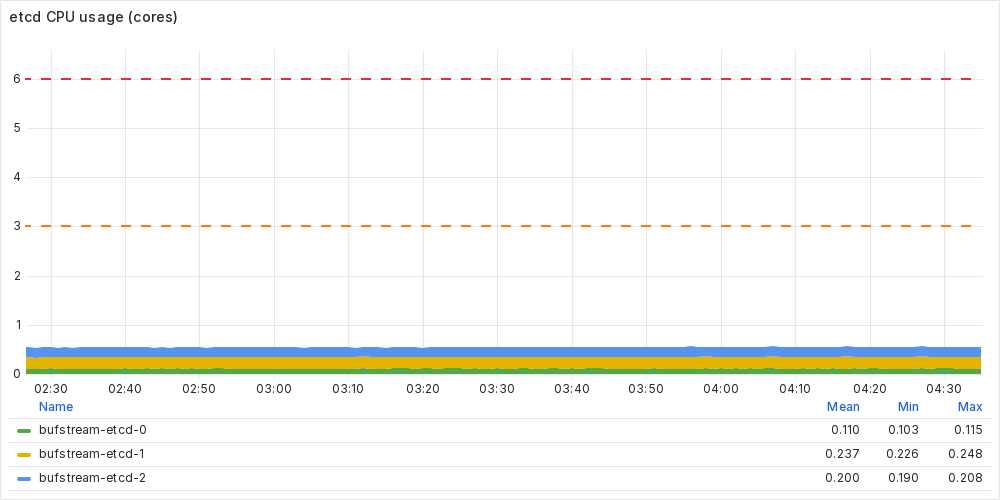 etcd CPU usage (cores)
6
5
4
3
2
1
0
02:30 02:40 02:50 03:00 03:10 03:20 03:30 03:40 03:50 04:00 04:10 04:20 04:30
Name Mean Min Max
bufstream-etcd-0 0.110 0.103 0.115
bufstream-etcd-1 0.237 0.226 0.248
bufstream-etcd-2 0.200 0.190 0.208